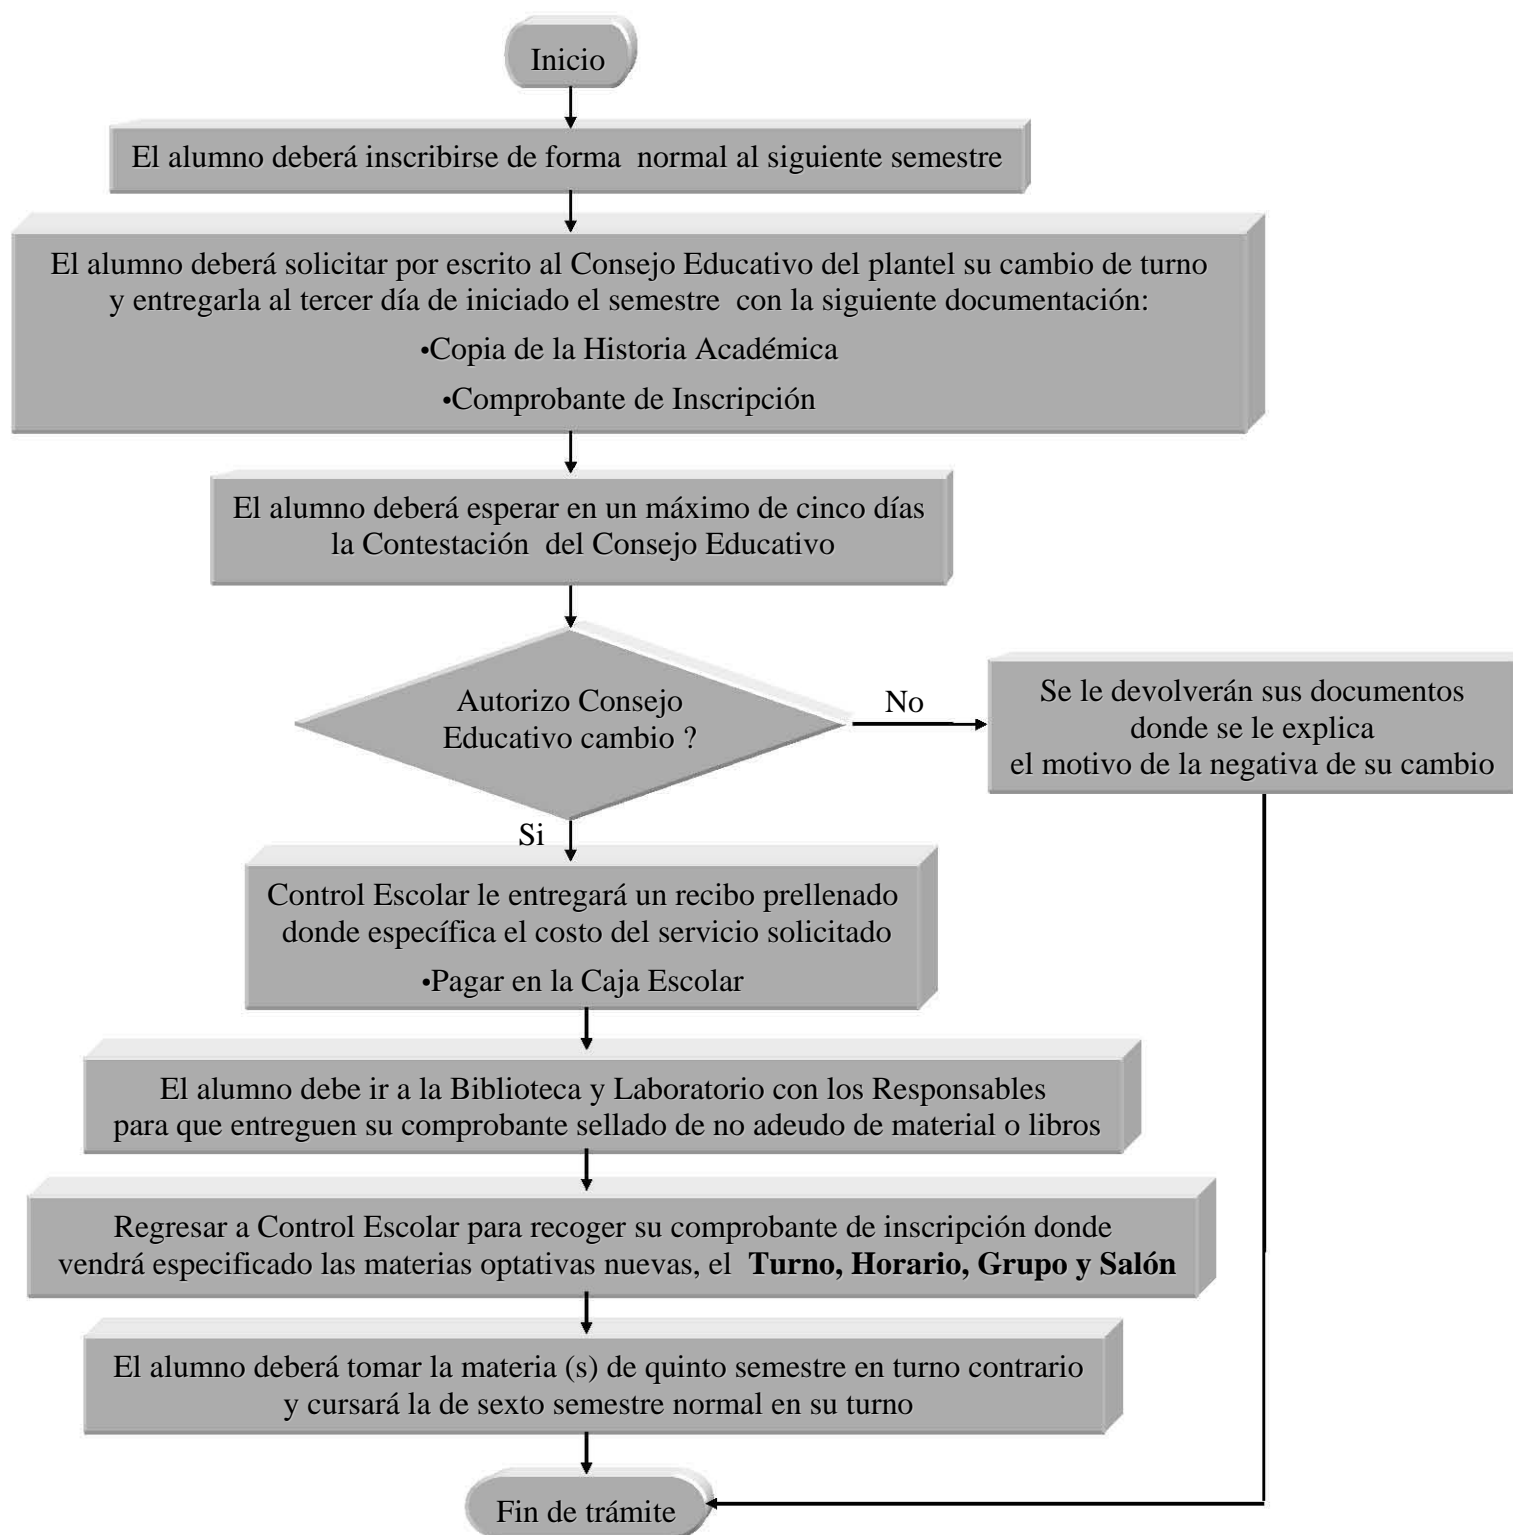 Inicio
El alumno deberá inscribirse de forma normal al siguiente semestre
El alumno deberá solicitar por escrito al Consejo Educativo del plantel su cambio de turno
y entregarla al tercer día de iniciado el semestre con la siguiente documentación:
•Copia de la Historia Académica
•Comprobante de Inscripción
El alumno deberá esperar en un máximo de cinco días
la Contestación del Consejo Educativo
Autorizo Consejo
Educativo cambio ?
No
Se le devolverán sus documentos
donde se le explica
el motivo de la negativa de su cambio
Si
Control Escolar le entregará un recibo prellenado
donde específica el costo del servicio solicitado
•Pagar en la Caja Escolar
El alumno debe ir a la Biblioteca y Laboratorio con los Responsables
para que entreguen su comprobante sellado de no adeudo de material o libros
Regresar a Control Escolar para recoger su comprobante de inscripción donde
vendrá especificado las materias optativas nuevas, el Turno, Horario, Grupo y Salón
El alumno deberá tomar la materia (s) de quinto semestre en turno contrario
y cursará la de sexto semestre normal en su turno
Fin de trámite